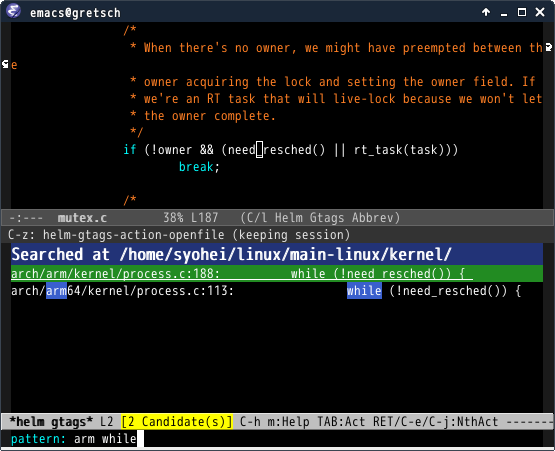 emacs@gretsch
/*
* When there's no owner, we might have preempted between th
e
* owner acquiring the lock and setting the owner field. If
* we're an RT task that will live-lock because we won't let
* the owner complete.
*/
if (!owner && (need_resched() || rt_task(task)))
break;
/*
-:--- mutex.c 38% L187 (C/l Helm Gtags Abbrev)
C-z: helm-gtags-action-openfile (keeping session)
Searched at /home/syohei/linux/main-linux/kernel/
arch/arm/kernel/process.c:188: while (!need_resched()) {
arch/arm64/kernel/process.c:113: while (!need_resched()) {
*helm gtags* L2 [2 Candidate(s)] C-h m:Help TAB:Act RET/C-e/C-j:NthAct -------
pattern: arm while